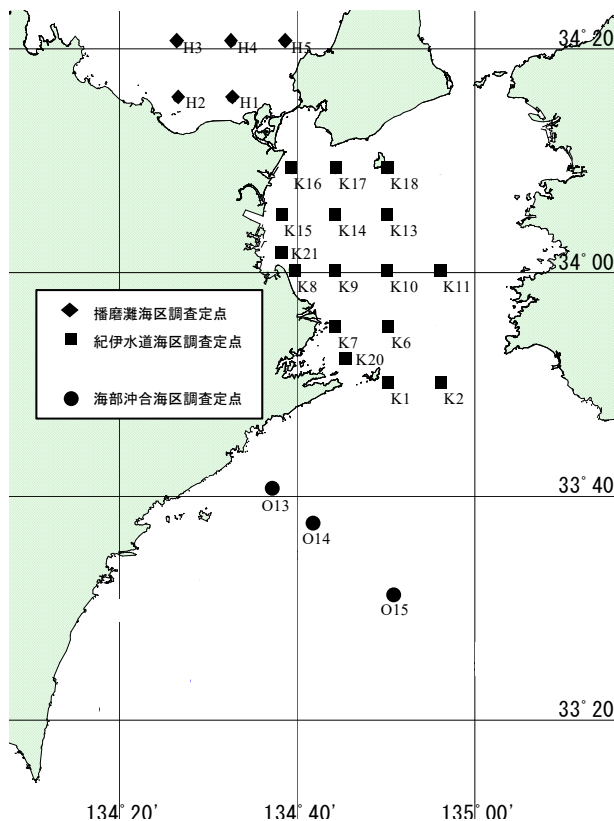 34°20'
H3 H4 H5
H2 H1
K16 K17 K18
K15 K14 K13
K21
34°00'
K8 K9 K10 K11
播磨灘海区調査定点
紀伊水道海区調査定点
海部沖合海区調査定点
K7 K6
K20
K1 K2
33°40'
O13
O14
O15
33°20'
134°20' 134°40' 135°00'